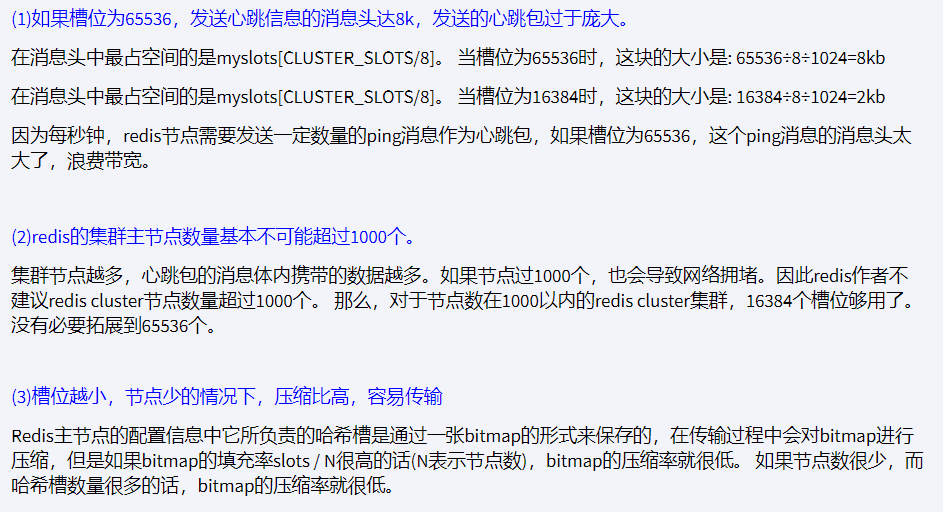 (1)如果槽位为65536，发送心跳信息的消息头达8k，发送的心跳包过于庞大。
在消息头中最占空间的是myslots[CLUSTER_SLOTS/8]。 当槽位为65536时，这块的大小是: 65536÷8÷1024=8kb
在消息头中最占空间的是myslots[CLUSTER_SLOTS/8]。 当槽位为16384时，这块的大小是: 16384÷8÷1024=2kb
因为每秒钟，redis节点需要发送一定数量的ping消息作为心跳包，如果槽位为65536，这个ping消息的消息头太
大了，浪费带宽。
(2)redis的集群主节点数量基本不可能超过1000个。
集群节点越多，心跳包的消息体内携带的数据越多。如果节点过1000个，也会导致网络拥堵。因此redis作者不
建议redis cluster节点数量超过1000个。 那么，对于节点数在1000以内的redis cluster集群，16384个槽位够用了。
没有必要拓展到65536个。
(3)槽位越小，节点少的情况下，压缩比高，容易传输
Redis主节点的配置信息中它所负责的哈希槽是通过一张bitmap的形式来保存的，在传输过程中会对bitmap进行
压缩，但是如果bitmap的填充率slots / N很高的话(N表示节点数)，bitmap的压缩率就很低。 如果节点数很少，而
哈希槽数量很多的话，bitmap的压缩率就很低。